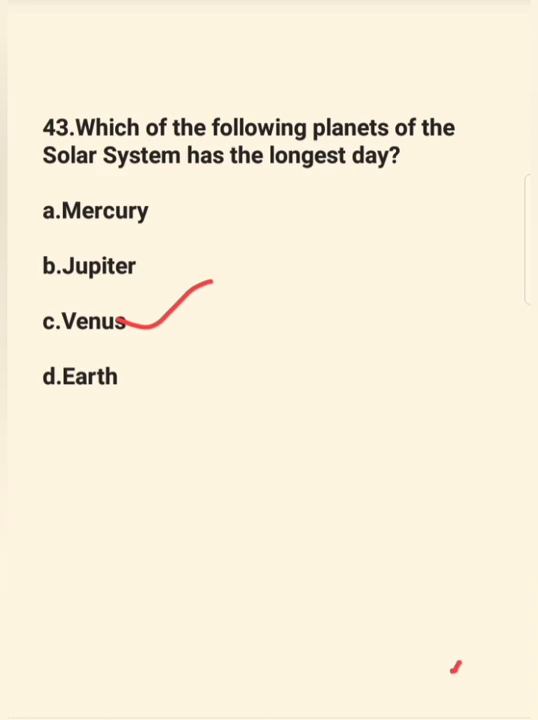 43.Which of the following planets of the
Solar System has the longest day?
a.Mercury
b.Jupiter
c.Venus
d.Earth